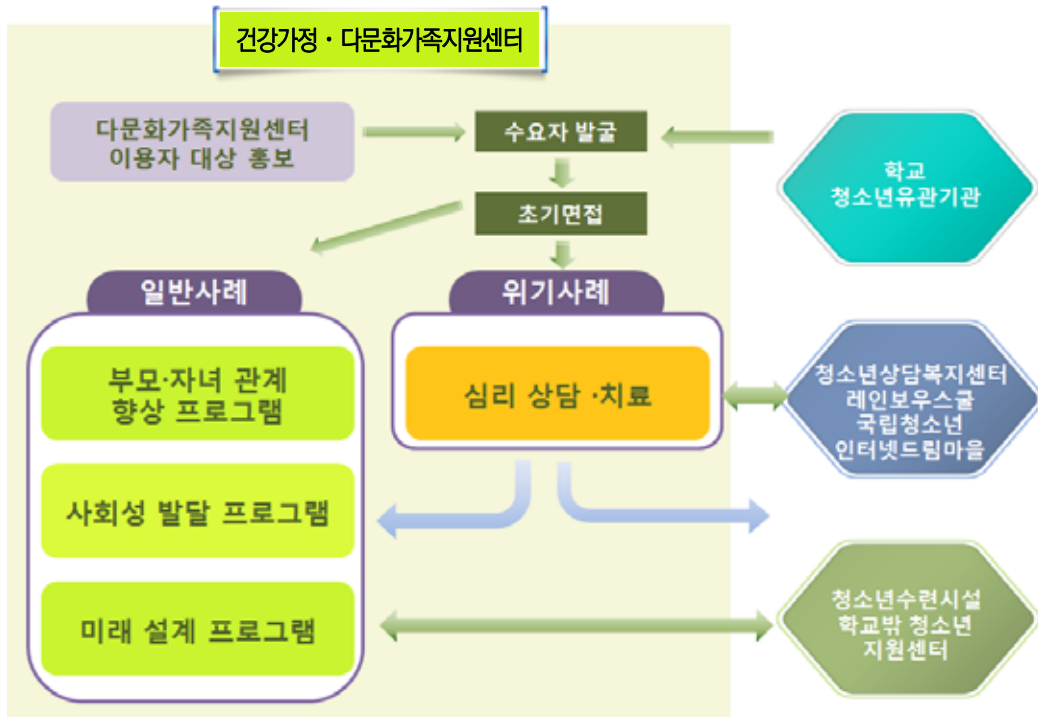 건강가정 · 다문화가족지원센터
다문화가족지원센터
이용자 대상 홍보
수요자 발굴
학교
청소년유관기관
초기면접
일반사례
위기사례
부모·자녀 관계
향상 프로그램
심리 상담 ·치료
청소년상담복지센터
레인보우스쿨
국립청소년
인터넷드림마을
사회성 발달 프로그램
미래 설계 프로그램
청소년수련시설
학교밖 청소년
지원센터